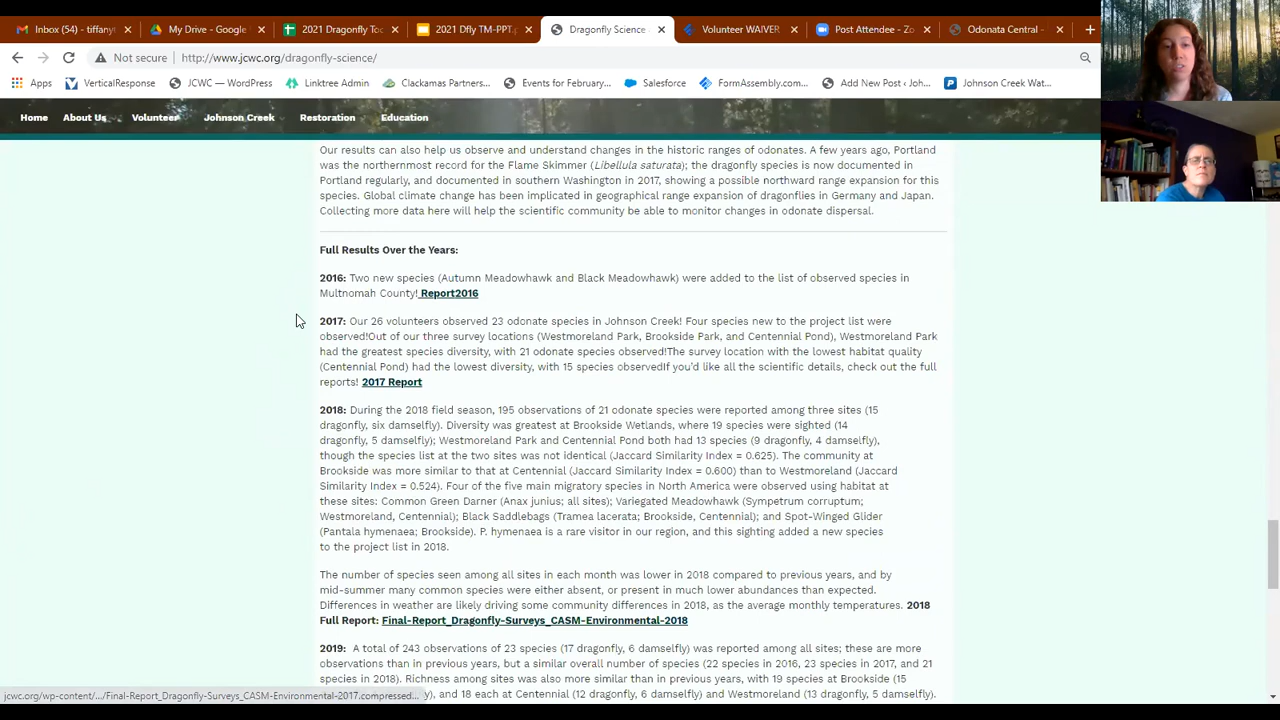 Inbox (54) - tiffanyt
My Drive - Google
2021 Dragonfly Too
2021 Dfly TM-PPT.p
Dragonfly Science -
Volunteer WAIVER
Post Attendee - Zo
Odonata Central -
Not secure | http://www.jcwc.org/dragonfly-science/
Apps
VerticalResponse
JCWC — WordPress
Linktree Admin
Clackamas Partners...
Events for February...
Salesforce
FormAssembly.com...
Add New Post ‹ Joh...
Johnson Creek Wat...
Home
About Us
Volunteer
Johnson Creek
Restoration
Education
Our results can also help us observe and understand changes in the historic ranges of odonates. A few years ago, Portland
was the northernmost record for the Flame Skimmer (Libellula saturata); the dragonfly species is now documented in
Portland regularly, and documented in southern Washington in 2017, showing a possible northward range expansion for this
species. Global climate change has been implicated in geographical range expansion of dragonflies in Germany and Japan.
Collecting more data here will help the scientific community be able to monitor changes in odonate dispersal.
Full Results Over the Years:
2016: Two new species (Autumn Meadowhawk and Black Meadowhawk) were added to the list of observed species in
Multnomah County! Report2016
2017: Our 26 volunteers observed 23 odonate species in Johnson Creek! Four species new to the project list were
observed!Out of our three survey locations (Westmoreland Park, Brookside Park, and Centennial Pond), Westmoreland Park
had the greatest species diversity, with 21 odonate species observed!The survey location with the lowest habitat quality
(Centennial Pond) had the lowest diversity, with 15 species observedIf you'd like all the scientific details, check out the full
reports! 2017 Report
2018: During the 2018 field season, 195 observations of 21 odonate species were reported among three sites (15
dragonfly, six damselfly). Diversity was greatest at Brookside Wetlands, where 19 species were sighted (14
dragonfly, 5 damselfly); Westmoreland Park and Centennial Pond both had 13 species (9 dragonfly, 4 damselfly),
though the species list at the two sites was not identical (Jaccard Similarity Index = 0.625). The community at
Brookside was more similar to that at Centennial (Jaccard Similarity Index = 0.600) than to Westmoreland (Jaccard
Similarity Index = 0.524). Four of the five main migratory species in North America were observed using habitat at
these sites: Common Green Darner (Anax junius; all sites); Variegated Meadowhawk (Sympetrum corruptum;
Westmoreland, Centennial); Black Saddlebags (Tramea lacerata; Brookside, Centennial); and Spot-Winged Glider
(Pantala hymenaea; Brookside). P. hymenaea is a rare visitor in our region, and this sighting added a new species
to the project list in 2018.
The number of species seen among all sites in each month was lower in 2018 compared to previous years, and by
mid-summer many common species were either absent, or present in much lower abundances than expected.
Differences in weather are likely driving some community differences in 2018, as the average monthly temperatures. 2018
Full Report: Final-Report_Dragonfly-Surveys_CASM-Environmental-2018
2019: A total of 243 observations of 23 species (17 dragonfly, 6 damselfly) was reported among all sites; these are more
observations than in previous years, but a similar overall number of species (22 species in 2016, 23 species in 2017, and 21
species in 2018). Richness among sites was also more similar than in previous years, with 19 species at Brookside (15
y), and 18 each at Centennial (12 dragonfly, 6 damselfly) and Westmoreland (13 dragonfly, 5 damselfly).
jcwc.org/wp-content/.../Final-Report_Dragonfly-Surveys_CASM-Environmental-2017.compressed...